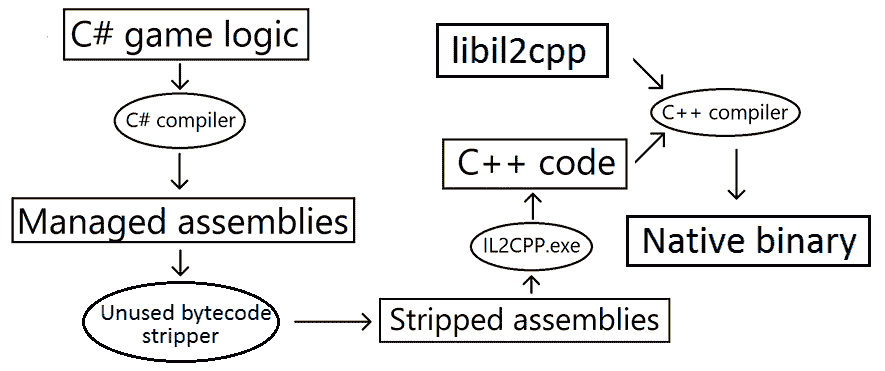 C# game logic
C# compiler
Managed assemblies
Unused bytecode
stripper
Stripped assemblies
IL2CPP.exe
C++ code
libil2cpp
C++ compiler
Native binary